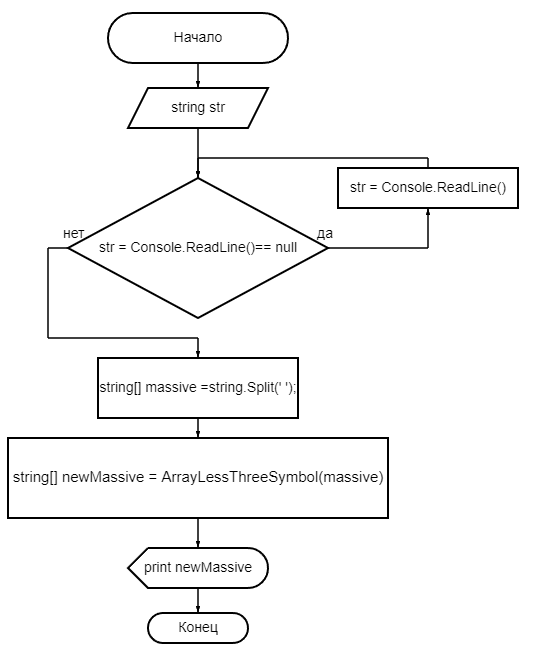 Начало
string str
str = Console.ReadLine()
нет
да
str = Console.ReadLine()== null
string[] massive =string.Split(' ');
string[] newMassive = ArrayLessThreeSymbol(massive)
print newMassive
Конец